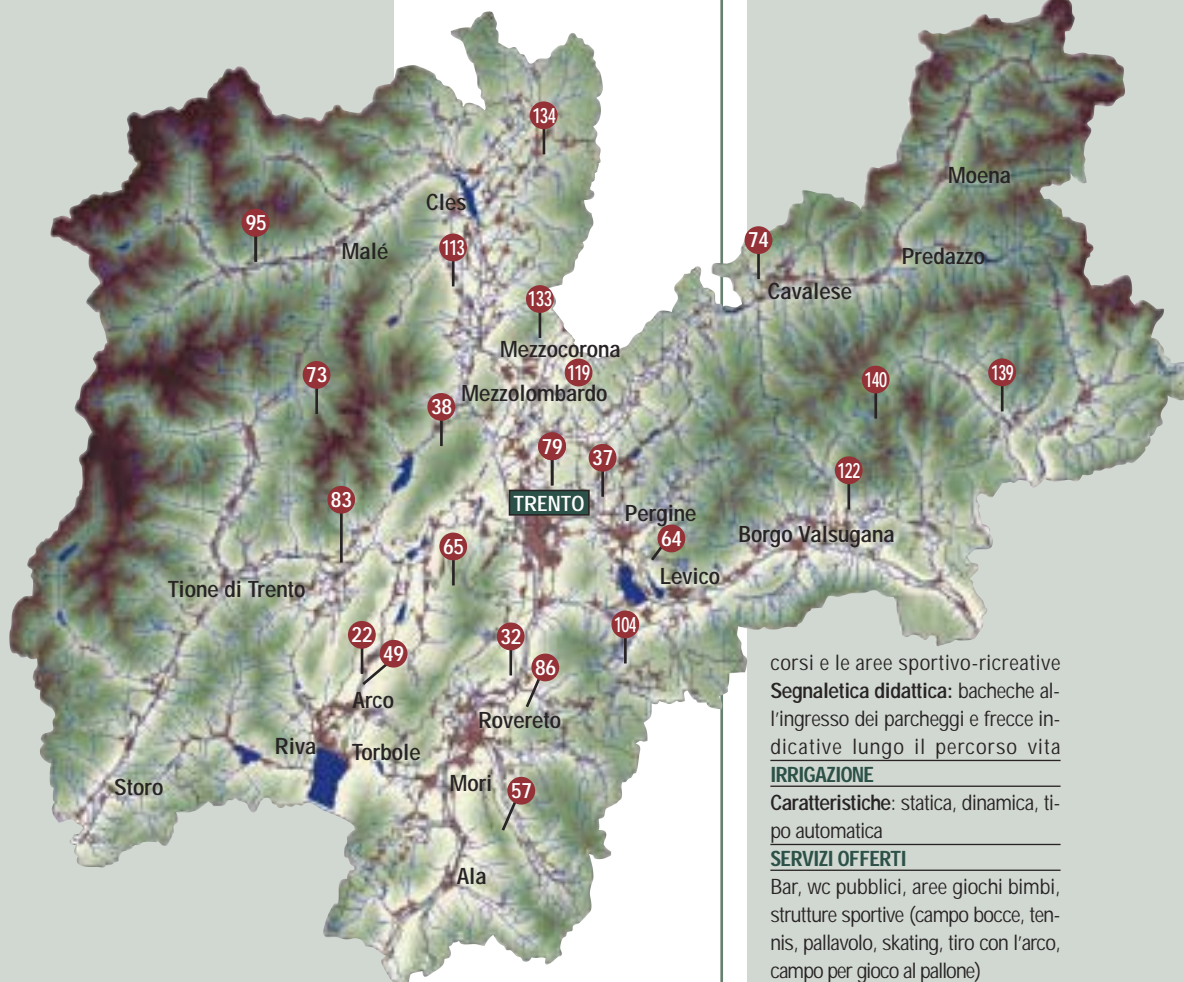 134
Moena
Cles
95
113
74
Malé
Predazzo
Cavalese
133
Mezzocorona
119
73
140
139
Mezzolombardo
38
79
37
122
83
TRENTO
Pergine
64
Borgo Valsugana
65
Levico
Tione di Trento
104
22
49
32
86
Arco
Rovereto
Riva
Torbole
Storo
Mori
57
Ala
corsi e le aree sportivo-ricreative
Segnaletica didattica: bacheche al-
l'ingresso dei parcheggi e frecce in-
dicative lungo il percorso vita
IRRIGAZIONE
Caratteristiche: statica, dinamica, ti-
po automatica
SERVIZI OFFERTI
Bar, wc pubblici, aree giochi bimbi,
strutture sportive (campo bocce, ten-
nis, pallavolo, skating, tiro con l'arco,
campo per gioco al pallone)